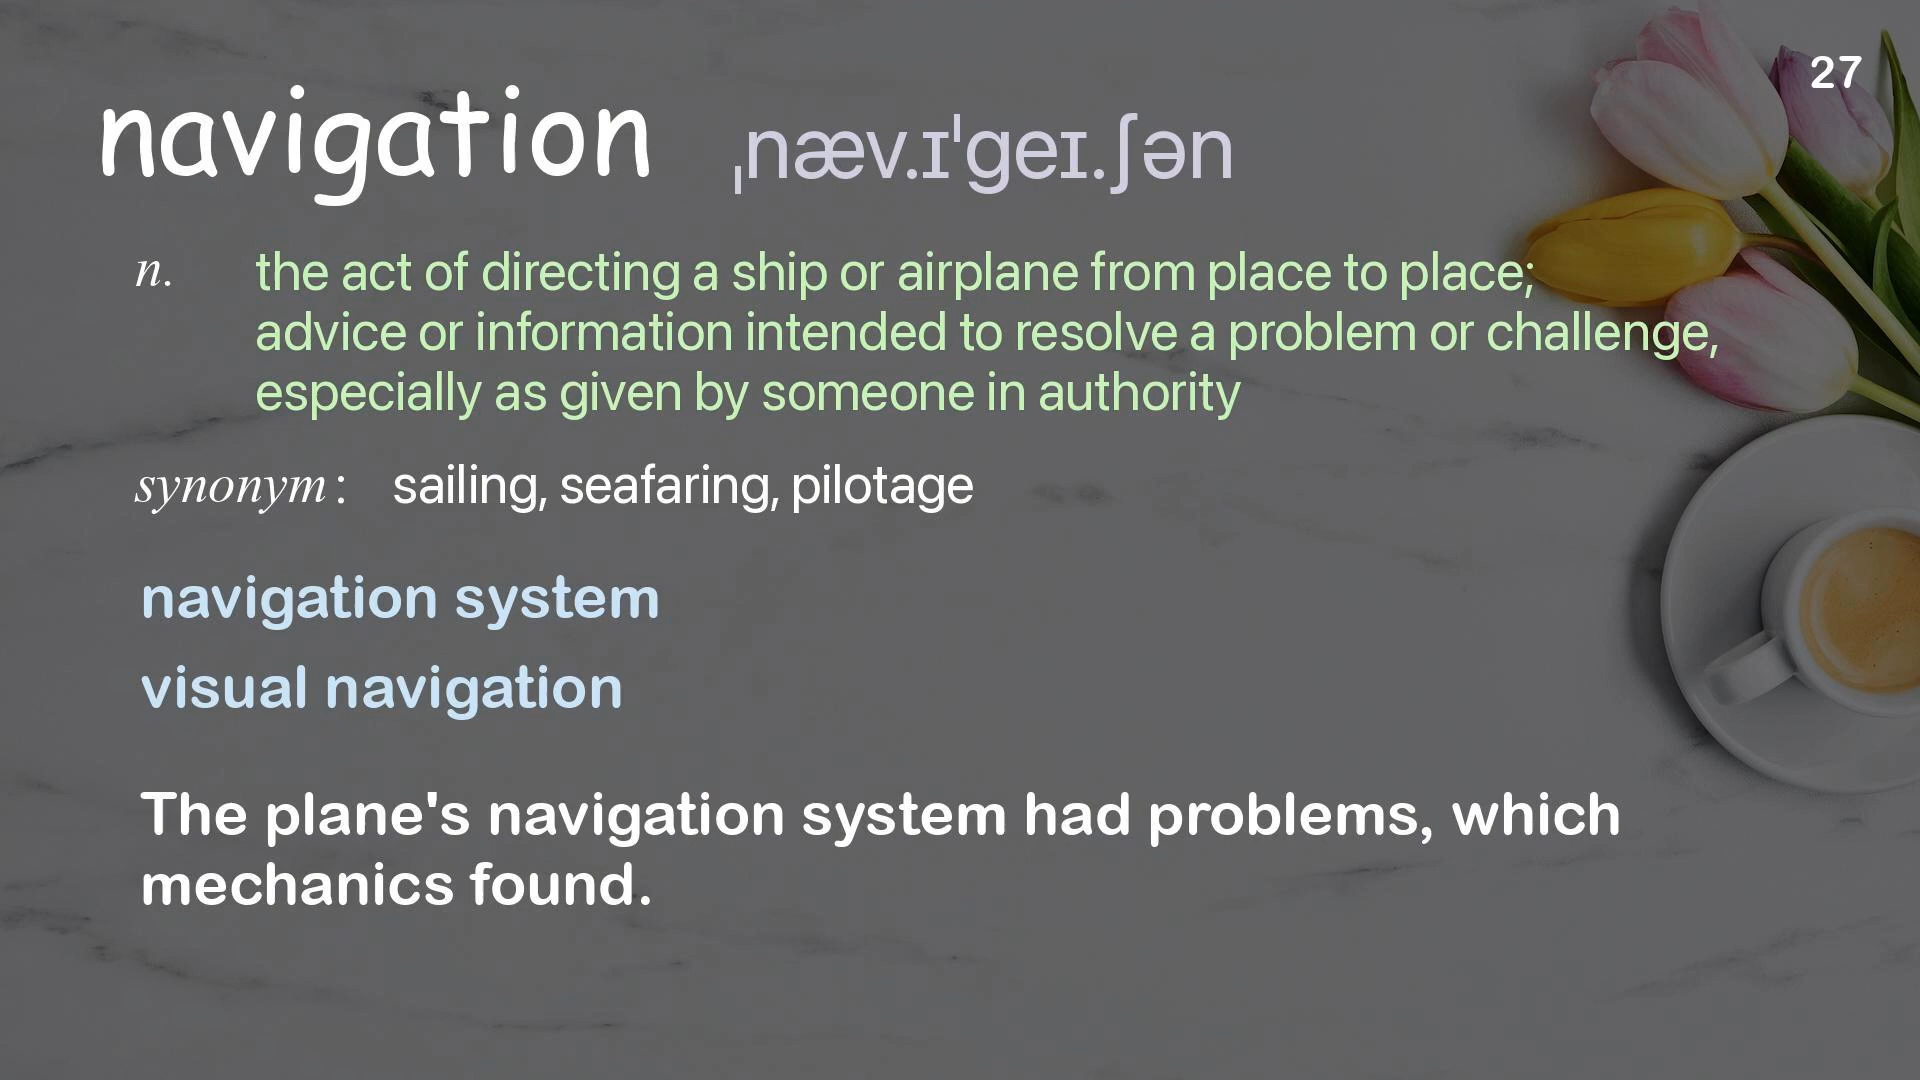 27
navigation ˌnæv.ɪˈɡeɪ.ʃən
n. the act of directing a ship or airplane from place to place;
advice or information intended to resolve a problem or challenge,
especially as given by someone in authority
synonym : sailing, seafaring, pilotage
navigation system
visual navigation
The plane's navigation system had problems, which
mechanics found.